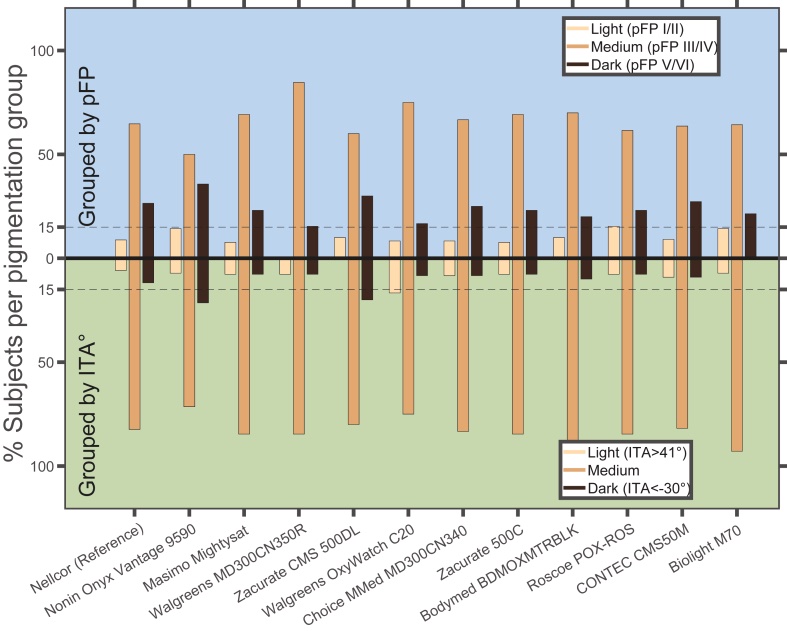 % Subjects per pigmentation group
Grouped by pFP
Grouped by ITA°
100
50
15
0
15
50
100
Light (pFP I/II)
Medium (pFP III/IV)
Dark (pFP V/VI)
Light (ITA>41°)
Medium
Dark (ITA<-30°)
Nellcor (Reference)
Nonin Onyx Vantage 9590
Masimo Mightysat
Walgreens MD300CN350R
Zacurate CMS 500DL
Walgreens OxyWatch C20
Choice MMed MD300CN340
Zacurate 500C
Bodymed BDMOXMTRBLK
Roscoe POX-ROS
CONTEC CMS50M
Biolight M70